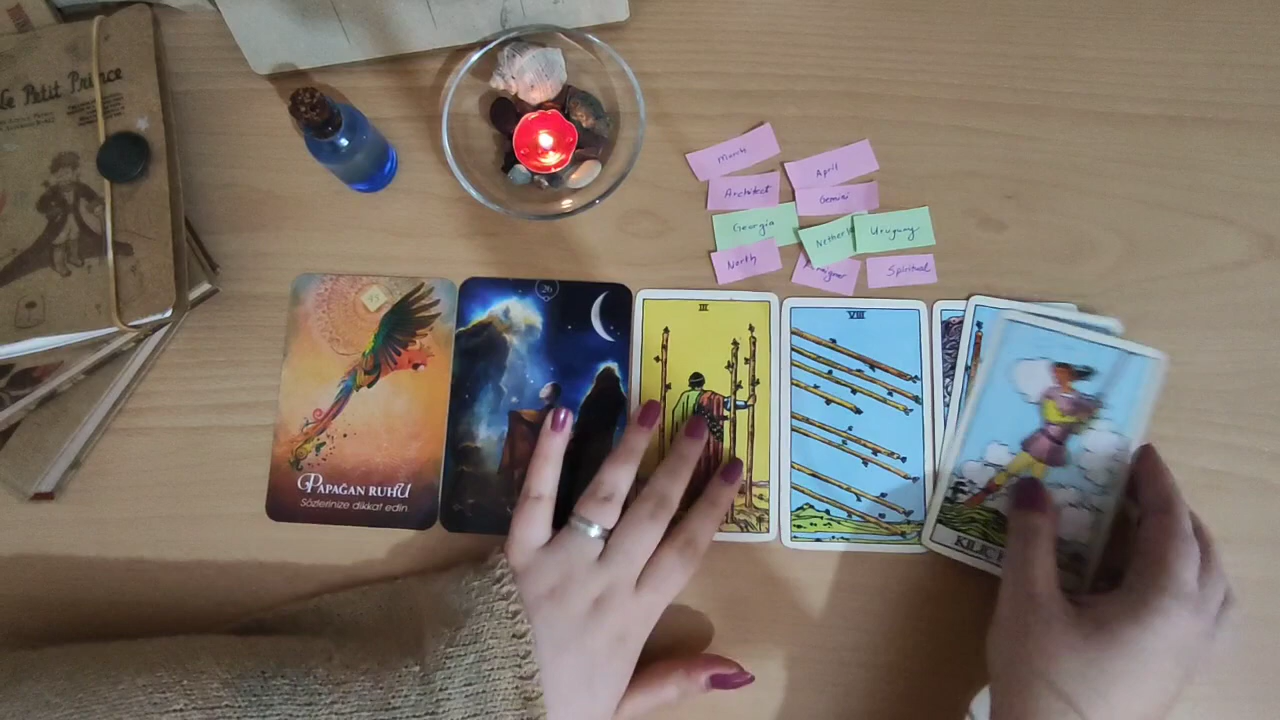 Le Petit Prince
March
April
Architect
Gemini
Georgia
Uruguay
North
Spiritual
45
26
III
VIII
PAPAĞAN RUHU
Sözlerinize dikkat edin.
KILIÇ